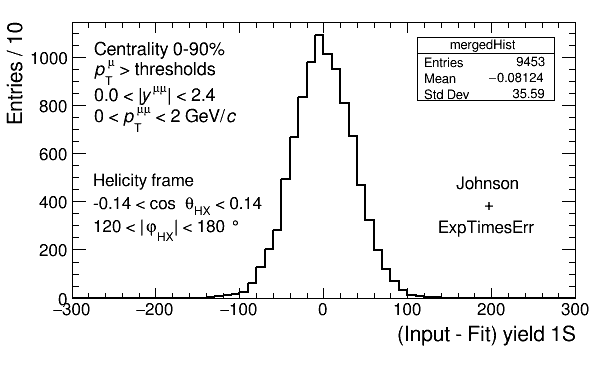 Entries / 10
1000
800
600
400
200
0
Centrality 0-90%
p_T^μ > thresholds
0.0 < |y^μμ| < 2.4
0 < p_T^μμ < 2 GeV/c
Helicity frame
-0.14 < cos θ_HX < 0.14
120 < |φ_HX| < 180 °
mergedHist
Entries 9453
Mean −0.08124
Std Dev 35.59
Johnson
+
ExpTimesErr
−300 −200 −100 0 100 200 300
(Input - Fit) yield 1S